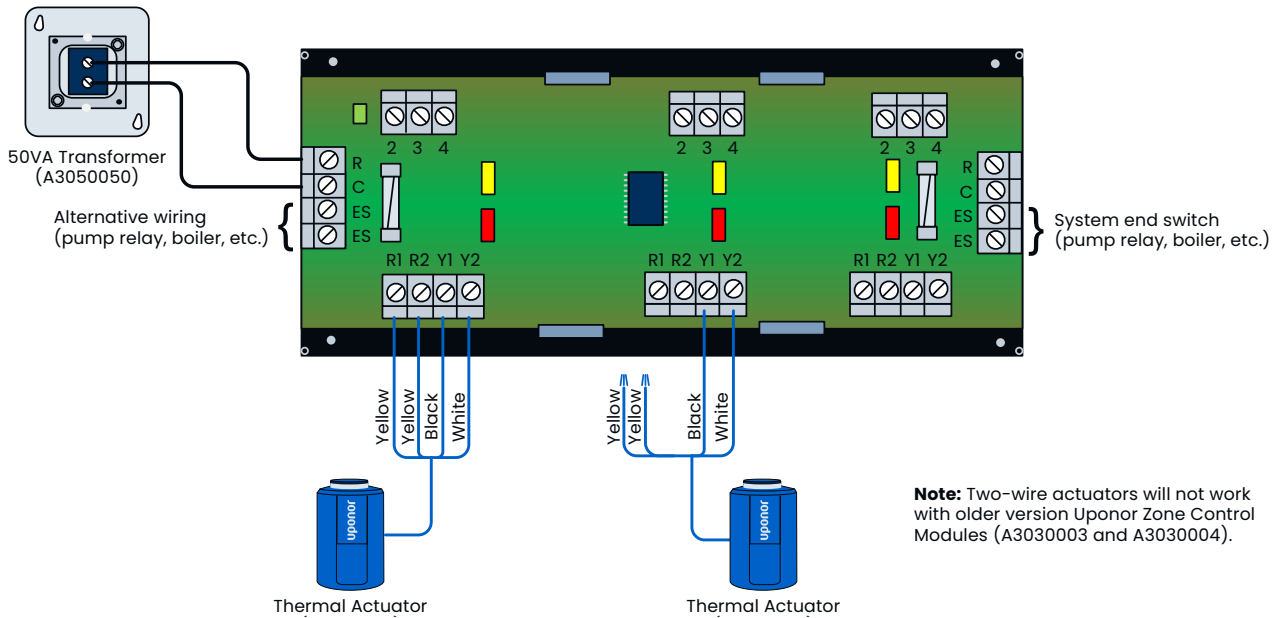 2 3 4
2 3 4
2 3 4
50VA Transformer
(A3050050)
R
C
ES
ES
R
C
ES
ES
Alternative wiring
(pump relay, boiler, etc.)
System end switch
(pump relay, boiler, etc.)
R1 R2 Y1 Y2
R1 R2 Y1 Y2
R1 R2 Y1 Y2
Yellow
Yellow
Black
White
Yellow
Yellow
Black
White
uponor
uponor
Note: Two-wire actuators will not work
with older version Uponor Zone Control
Modules (A3030003 and A3030004).
Thermal Actuator
Thermal Actuator